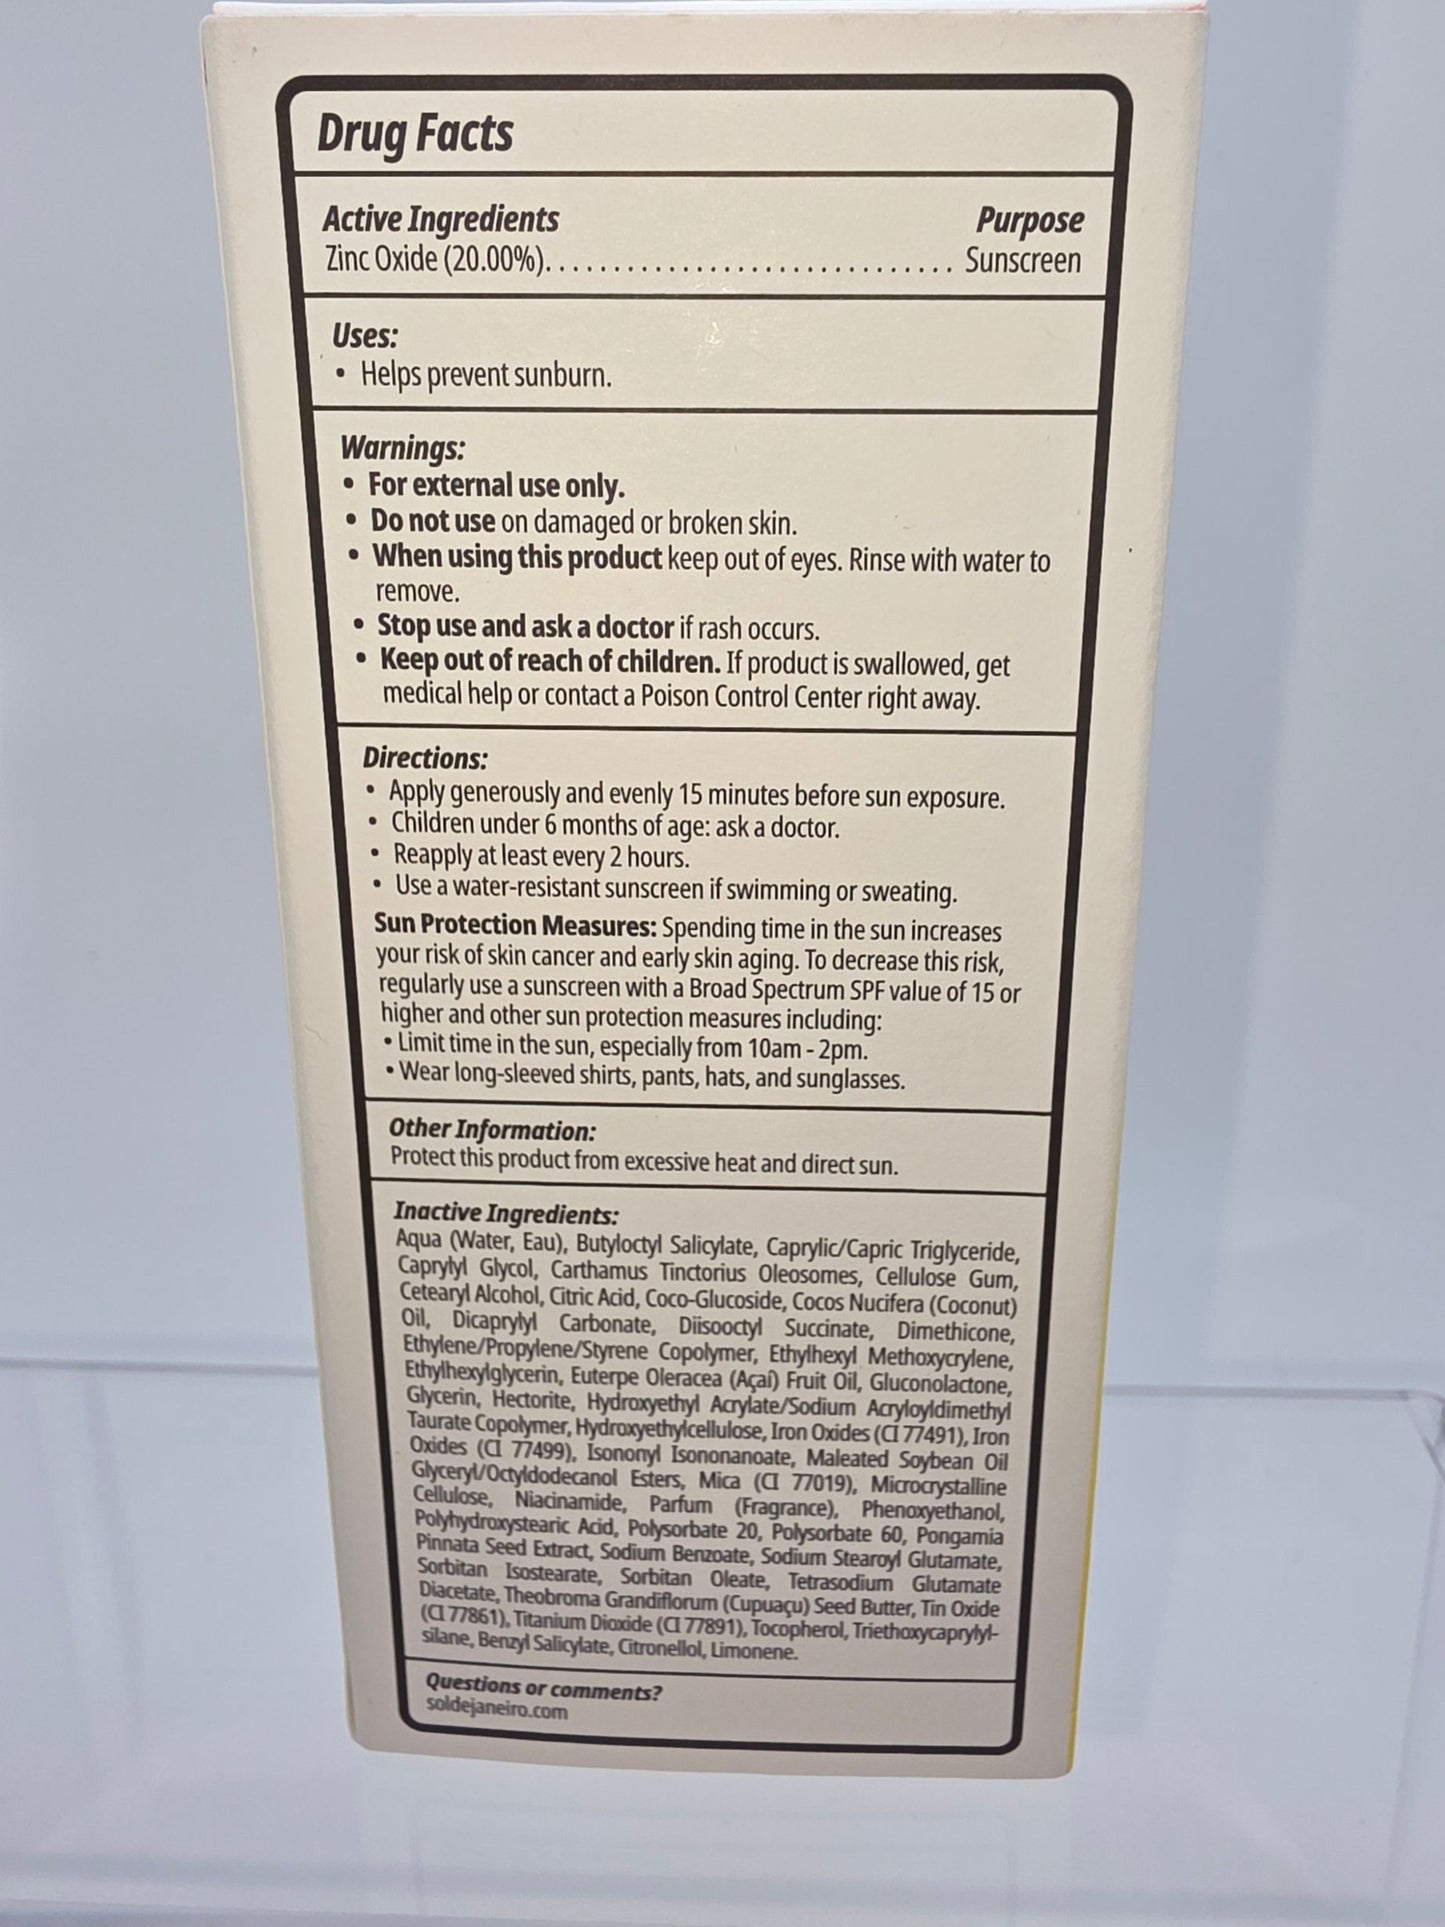 Drug Facts
Active Ingredients Purpose
Zinc Oxide (20.00%).............................. Sunscreen
Uses:
• Helps prevent sunburn.
Warnings:
• For external use only.
• Do not use on damaged or broken skin.
• When using this product keep out of eyes. Rinse with water to
remove.
• Stop use and ask a doctor if rash occurs.
• Keep out of reach of children. If product is swallowed, get
medical help or contact a Poison Control Center right away.
Directions:
• Apply generously and evenly 15 minutes before sun exposure.
• Children under 6 months of age: ask a doctor.
• Reapply at least every 2 hours.
• Use a water-resistant sunscreen if swimming or sweating.
Sun Protection Measures: Spending time in the sun increases
your risk of skin cancer and early skin aging. To decrease this risk,
regularly use a sunscreen with a Broad Spectrum SPF value of 15 or
higher and other sun protection measures including:
• Limit time in the sun, especially from 10am - 2pm.
• Wear long-sleeved shirts, pants, hats, and sunglasses.
Other Information:
Protect this product from excessive heat and direct sun.
Inactive Ingredients:
Aqua (Water, Eau), Butyloctyl Salicylate, Caprylic/Capric Triglyceride,
Caprylyl Glycol, Carthamus Tinctorius Oleosomes, Cellulose Gum,
Cetearyl Alcohol, Citric Acid, Coco-Glucoside, Cocos Nucifera (Coconut)
Oil, Dicaprylyl Carbonate, Diisooctyl Succinate, Dimethicone,
Ethylene/Propylene/Styrene Copolymer, Ethylhexyl Methoxycrylene,
Ethylhexylglycerin, Euterpe Oleracea (Açaí) Fruit Oil, Gluconolactone,
Glycerin, Hectorite, Hydroxyethyl Acrylate/Sodium Acryloyldimethyl
Taurate Copolymer, Hydroxyethylcellulose, Iron Oxides (CI 77491), Iron
Oxides (CI 77499), Isononyl Isononanoate, Maleated Soybean Oil
Glyceryl/Octyldodecanol Esters, Mica (CI 77019), Microcrystalline
Cellulose, Niacinamide, Parfum (Fragrance), Phenoxyethanol,
Polyhydroxystearic Acid, Polysorbate 20, Polysorbate 60, Pongamia
Pinnata Seed Extract, Sodium Benzoate, Sodium Stearoyl Glutamate,
Sorbitan Isostearate, Sorbitan Oleate, Tetrasodium Glutamate
Diacetate, Theobroma Grandiflorum (Cupuaçu) Seed Butter, Tin Oxide
(CI 77861), Titanium Dioxide (CI 77891), Tocopherol, Triethoxycaprylyl-
silane, Benzyl Salicylate, Citronellol, Limonene.
Questions or comments?
soldejaneiro.com